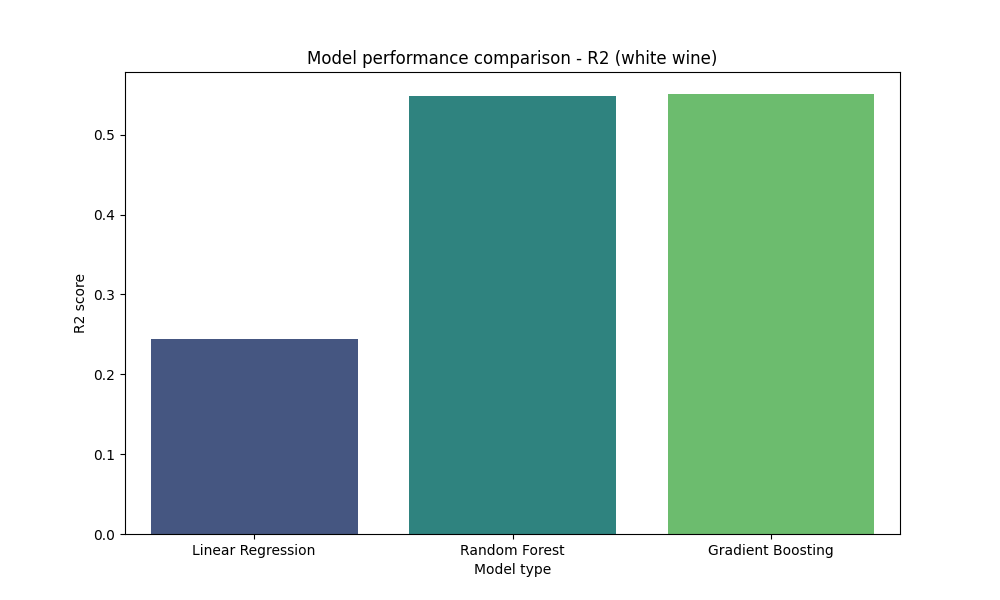 Model performance comparison - R2 (white wine)
R2 score
0.5
0.4
0.3
0.2
0.1
0.0
Linear Regression
Random Forest
Gradient Boosting
Model type